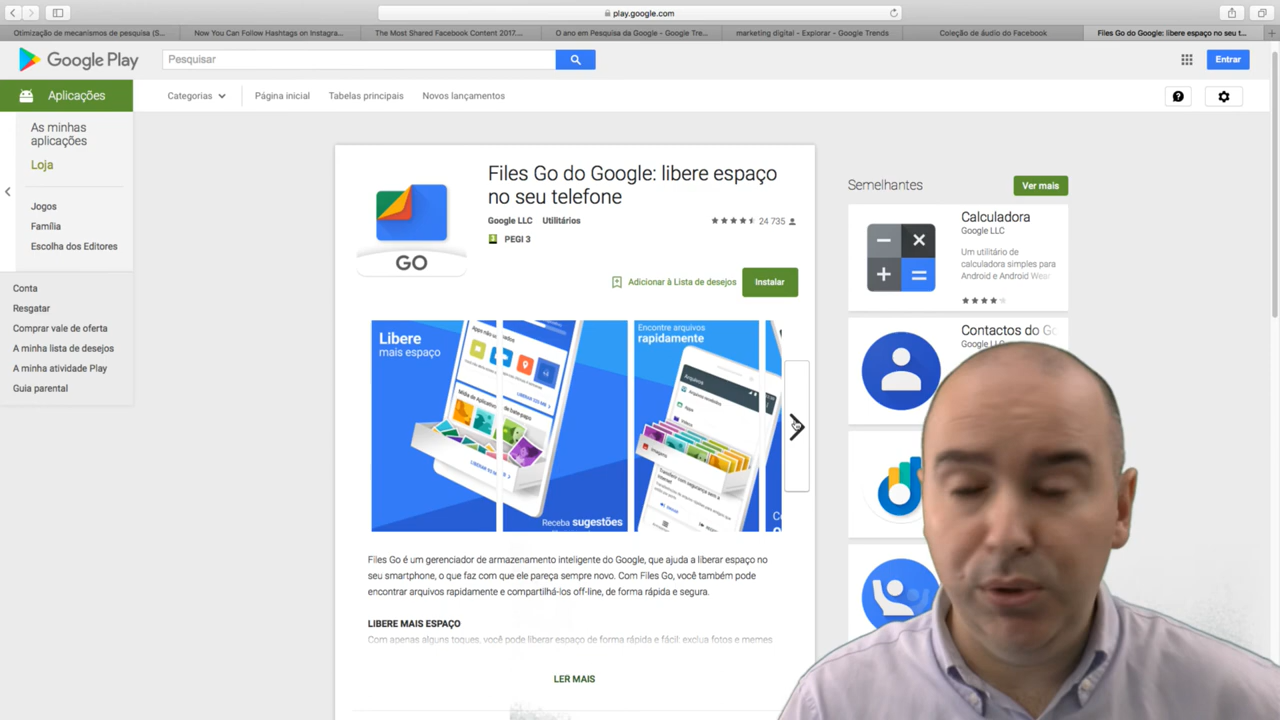 play.google.com
Otimização de mecanismos de pesquisa (S...
Now You Can Follow Hashtags on Instagra...
The Most Shared Facebook Content 2017....
O ano em Pesquisa da Google - Google Tre...
marketing digital - Explorar - Google Trends
Coleção de áudio do Facebook
Files Go do Google: libere espaço no seu t...
Google Play
Pesquisar
Entrar
Aplicações
Categorias
Página inicial
Tabelas principais
Novos lançamentos
As minhas
aplicações
Loja
Jogos
Família
Escolha dos Editores
Conta
Resgatar
Comprar vale de oferta
A minha lista de desejos
A minha atividade Play
Guia parental
GO
Files Go do Google: libere espaço
no seu telefone
Google LLC Utilitários
24 735
PEGI 3
Adicionar à Lista de desejos
Instalar
Libere
mais espaço
Receba sugestões
Encontre arquivos
rapidamente
Arquivos
Files Go é um gerenciador de armazenamento inteligente do Google, que ajuda a liberar espaço no
seu smartphone, o que faz com que ele pareça sempre novo. Com Files Go, você também pode
encontrar arquivos rapidamente e compartilhá-los off-line, de forma rápida e segura.
LIBERE MAIS ESPAÇO
Com apenas alguns toques, você pode liberar espaço de forma rápida e fácil: exclua fotos e memes
LER MAIS
Semelhantes
Ver mais
Calculadora
Google LLC
Um utilitário de
calculadora simples para
Android e Android Wear
Contactos do Go
Google LLC